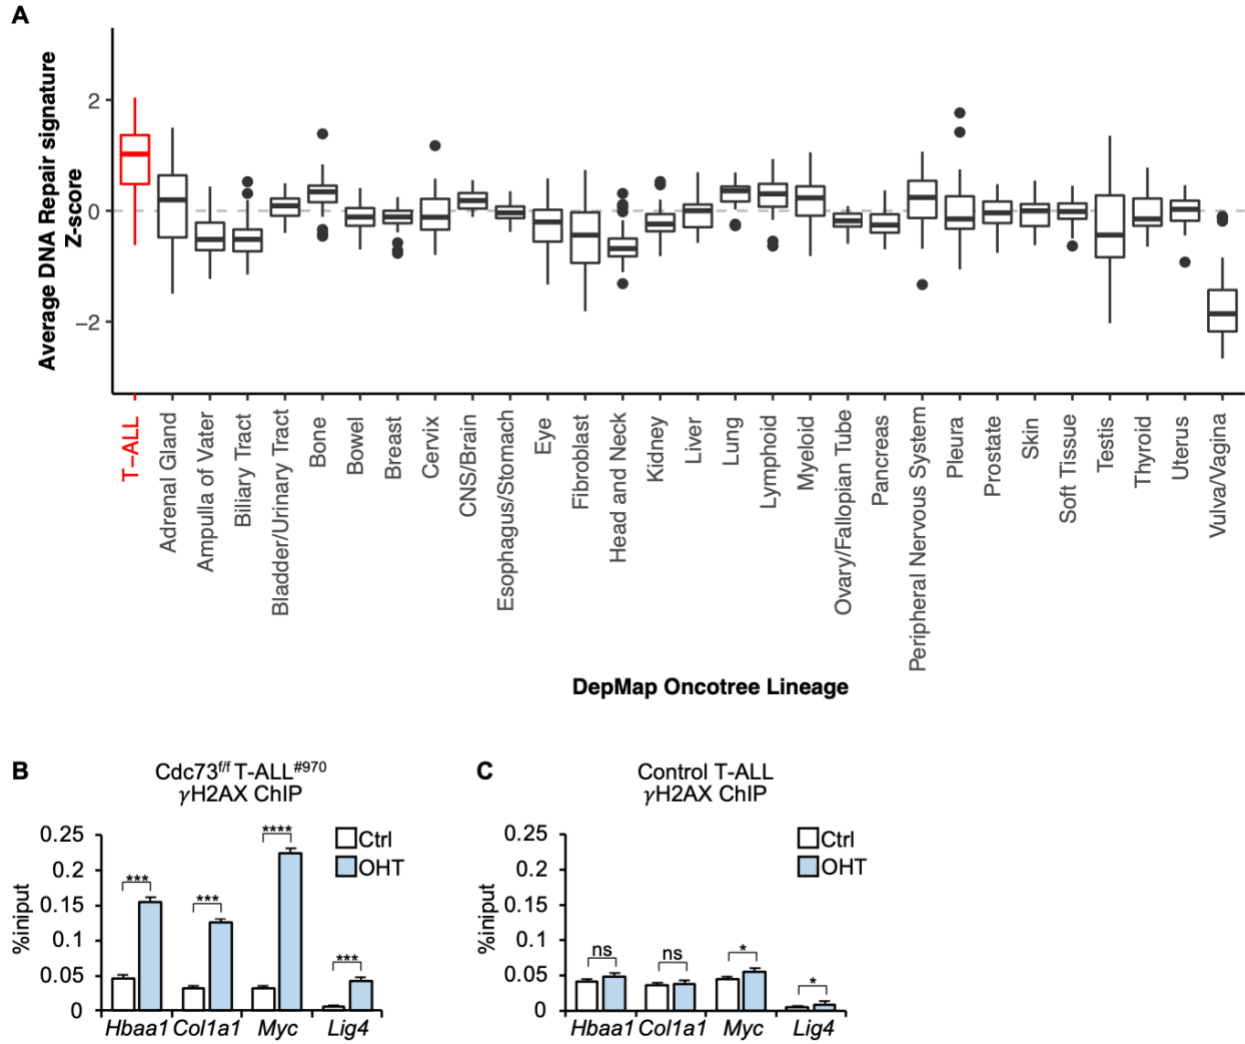 A
Average DNA Repair signature
Z-score
2
0
−2
T−ALL
Adrenal Gland
Ampulla of Vater
Biliary Tract
Bladder/Urinary Tract
Bone
Bowel
Breast
Cervix
CNS/Brain
Esophagus/Stomach
Eye
Fibroblast
Head and Neck
Kidney
Liver
Lung
Lymphoid
Myeloid
Ovary/Fallopian Tube
Pancreas
Peripheral Nervous System
Pleura
Prostate
Skin
Soft Tissue
Testis
Thyroid
Uterus
Vulva/Vagina
DepMap Oncotree Lineage
B
Cdc73f/f T-ALL#970
γH2AX ChIP
%iniput
0.25
0.2
0.15
0.1
0.05
0
***
***
****
***
Ctrl
OHT
Hbaa1 Col1a1 Myc Lig4
C
Control T-ALL
γH2AX ChIP
%iniput
0.25
0.2
0.15
0.1
0.05
0
ns
ns
*
*
Ctrl
OHT
Hbaa1 Col1a1 Myc Lig4